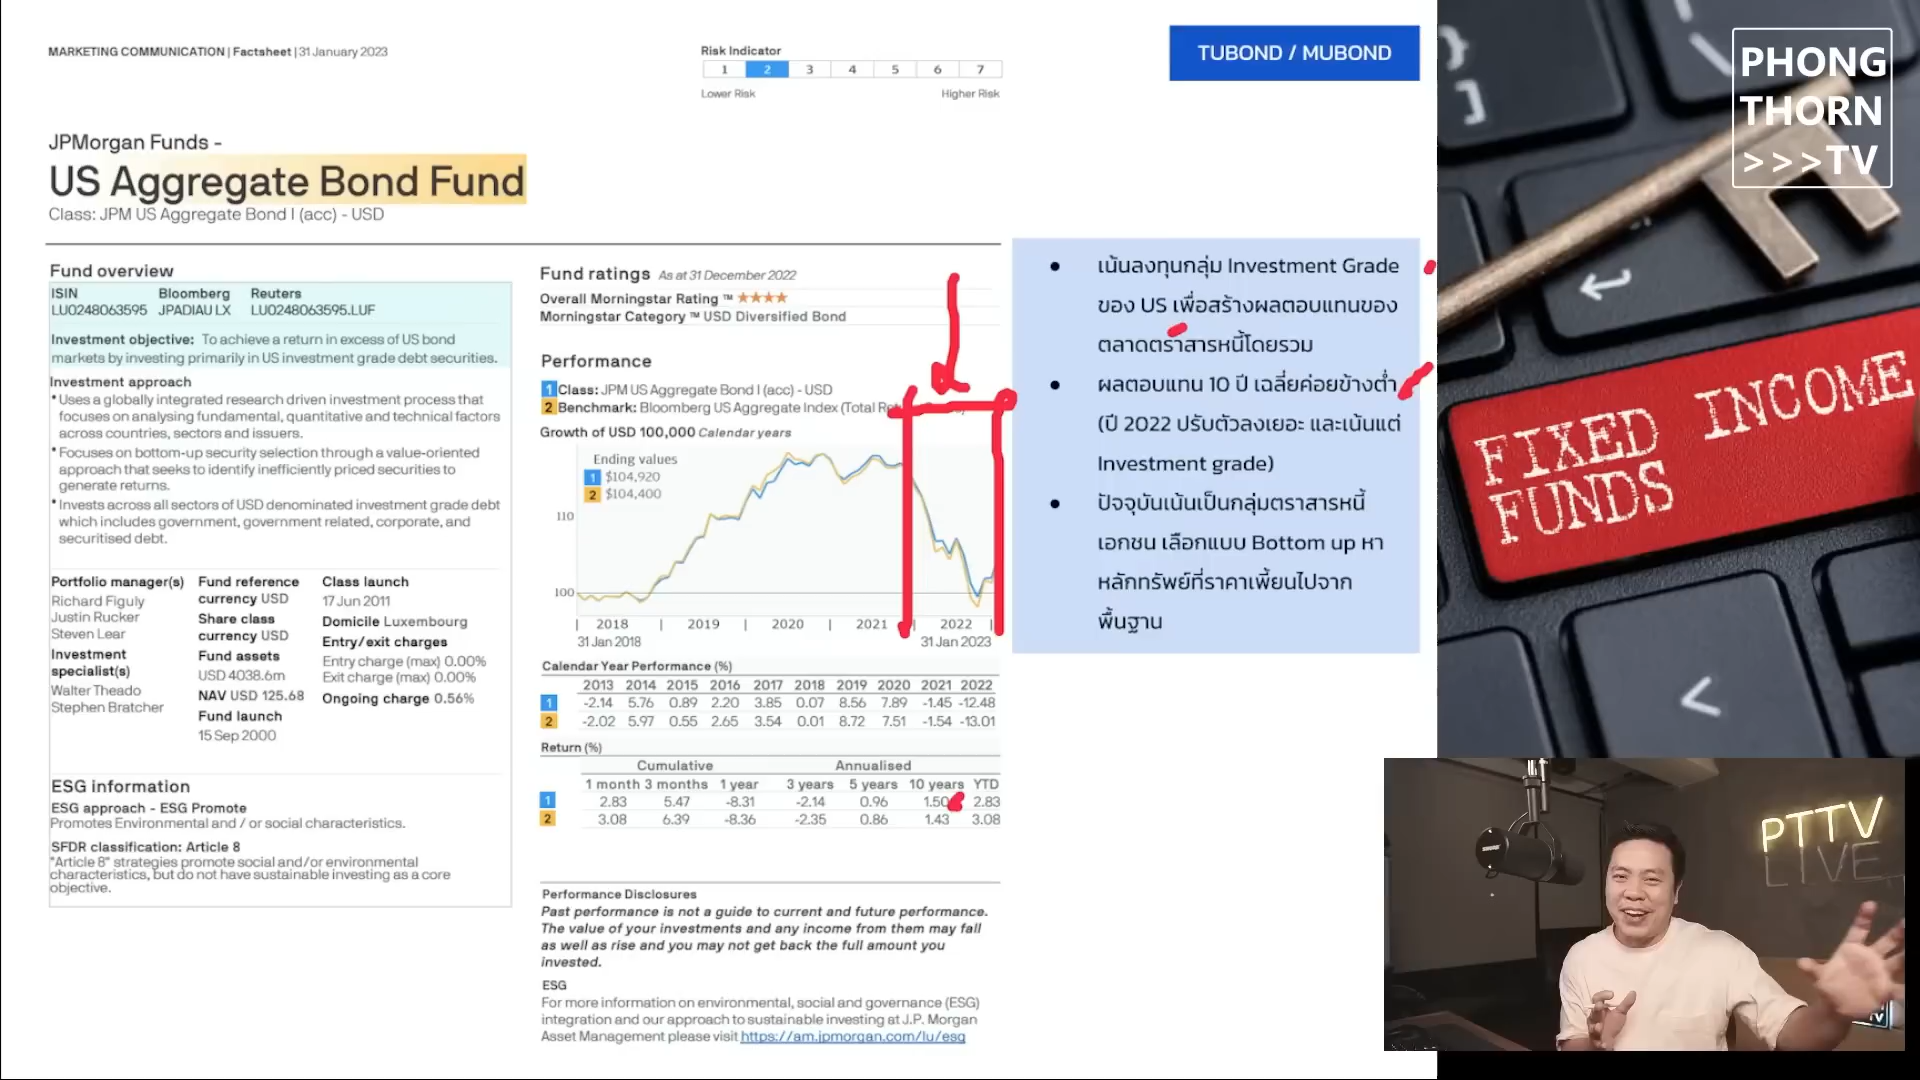 MARKETING COMMUNICATION | Factsheet | 31 January 2023
Risk Indicator
1 2 3 4 5 6 7
Lower Risk Higher Risk
TUBOND / MUBOND
PHONG
THORN
>>>TV
JPMorgan Funds -
US Aggregate Bond Fund
Class: JPM US Aggregate Bond I (acc) - USD
Fund overview
ISIN Bloomberg Reuters
LU0248063595 JPADIAU LX LU0248063595.LUF
Investment objective: To achieve a return in excess of US bond
markets by investing primarily in US investment grade debt securities.
Investment approach
• Uses a globally integrated research driven investment process that
focuses on analysing fundamental, quantitative and technical factors
across countries, sectors and issuers.
• Focuses on bottom-up security selection through a value-oriented
approach that seeks to identify inefficiently priced securities to
generate returns.
• Invests across all sectors of USD denominated investment grade debt
which includes government, government related, corporate, and
securitised debt.
Portfolio manager(s)
Richard Figuly
Justin Rucker
Steven Lear
Investment
specialist(s)
Walter Theado
Stephen Bratcher
Fund reference
currency USD
Share class
currency USD
Fund assets
USD 4038.6m
NAV USD 125.68
Fund launch
15 Sep 2000
Class launch
17 Jun 2011
Domicile Luxembourg
Entry/exit charges
Entry charge (max) 0.00%
Exit charge (max) 0.00%
Ongoing charge 0.56%
ESG information
ESG approach - ESG Promote
Promotes Environmental and / or social characteristics.
SFDR classification: Article 8
"Article 8" strategies promote social and/or environmental
characteristics, but do not have sustainable investing as a core
objective.
Fund ratings As at 31 December 2022
Overall Morningstar Rating ™ ★★★★
Morningstar Category ™ USD Diversified Bond
Performance
1 Class: JPM US Aggregate Bond I (acc) - USD
2 Benchmark: Bloomberg US Aggregate Index (Total
Growth of USD 100,000 Calendar years
Ending values
1 $104,920
2 $104,400
110
100
2018 | 2019 | 2020 | 2021 | 2022
31 Jan 2018 31 Jan 2023
Calendar Year Performance (%)
2013 2014 2015 2016 2017 2018 2019 2020 2021 2022
1 -2.14 5.76 0.89 2.20 3.85 0.07 8.56 7.89 -1.45 -12.48
2 -2.02 5.97 0.55 2.65 3.54 0.01 8.72 7.51 -1.54 -13.01
Return (%)
Cumulative Annualised
1 month 3 months 1 year 3 years 5 years 10 years YTD
1 2.83 5.47 -8.31 -2.14 0.96 1.50 2.83
2 3.08 6.39 -8.36 -2.35 0.86 1.43 3.08
Performance Disclosures
Past performance is not a guide to current and future performance.
The value of your investments and any income from them may fall
as well as rise and you may not get back the full amount you
invested.
ESG
For more information on environmental, social and governance (ESG)
integration and our approach to sustainable investing at J.P. Morgan
Asset Management please visit https://am.jpmorgan.com/lu/esg
• เน้นลงทุนกลุ่ม Investment Grade
ของ US เพื่อสร้างผลตอบแทนของ
ตลาดตราสารหนี้โดยรวม
• ผลตอบแทน 10 ปี เฉลี่ยค่อยข้างต่ำ
(ปี 2022 ปรับตัวลงเยอะ และเน้นแต่
Investment grade)
• ปัจจุบันเน้นเป็นกลุ่มตราสารหนี้
เอกชน เลือกแบบ Bottom up หา
หลักทรัพย์ที่ราคาเพี้ยนไปจาก
พื้นฐาน
FIXED INCOME
FUNDS
PTTV
LIVE